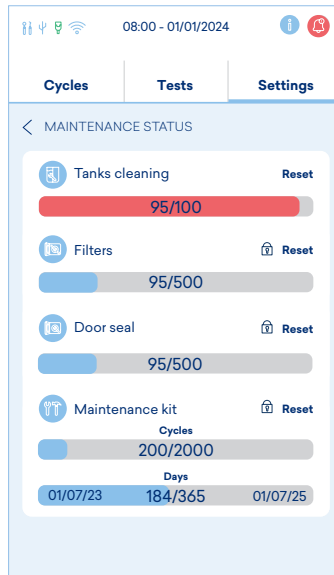 08:00 - 01/01/2024
Cycles Tests Settings
MAINTENANCE STATUS
Tanks cleaning Reset
95/100
Filters Reset
95/500
Door seal Reset
95/500
Maintenance kit Reset
Cycles
200/2000
Days
01/07/23 184/365 01/07/25